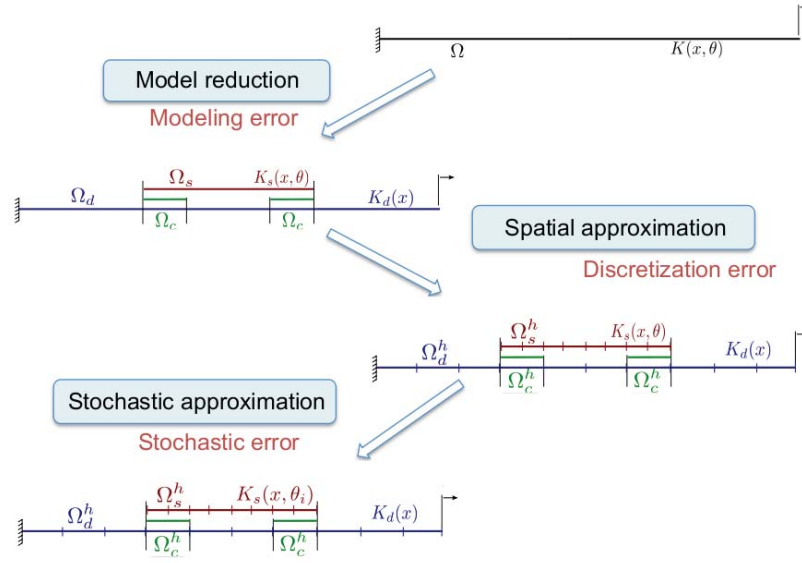 Ω K(x, θ)
Model reduction
Modeling error
Ω_d Ω_s K_s(x, θ) K_d(x)
Ω_c Ω_c
Spatial approximation
Discretization error
Ω_d^h Ω_s^h K_s(x, θ) K_d(x)
Ω_c^h Ω_c^h
Stochastic approximation
Stochastic error
Ω_d^h Ω_s^h K_s(x, θ_i) K_d(x)
Ω_c^h Ω_c^h